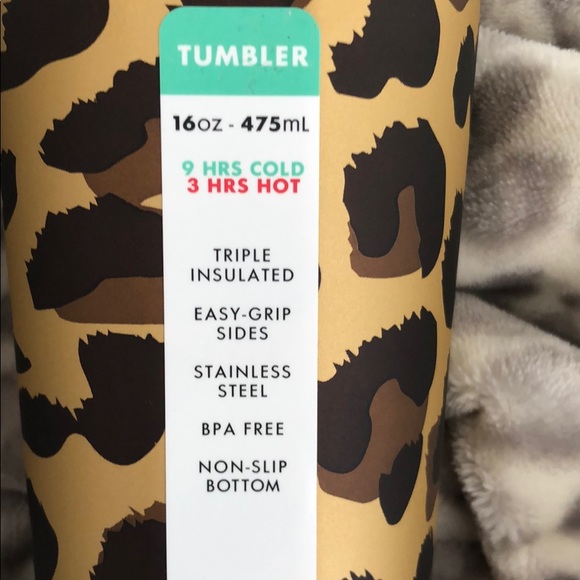 TUMBLER
16OZ - 475mL
9 HRS COLD
3 HRS HOT
TRIPLE
INSULATED
EASY-GRIP
SIDES
STAINLESS
STEEL
BPA FREE
NON-SLIP
BOTTOM